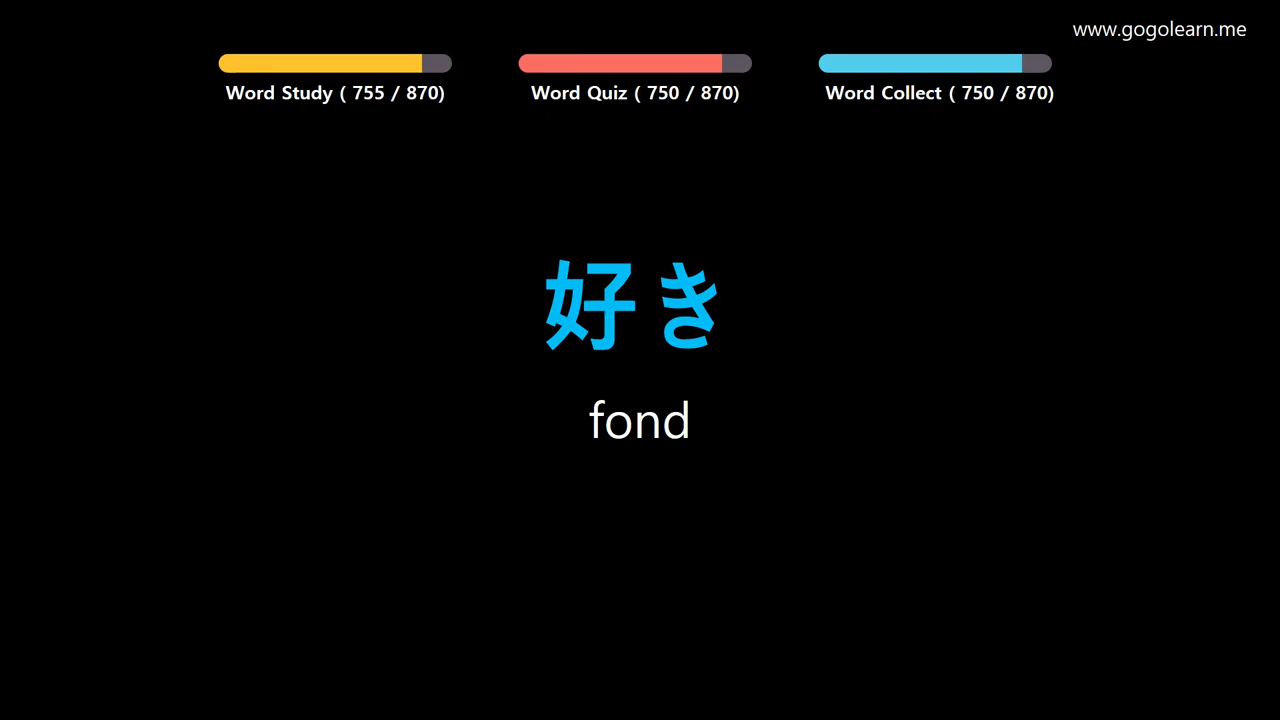 www.gogolearn.me
Word Study ( 755 / 870)
Word Quiz ( 750 / 870)
Word Collect ( 750 / 870)
好き
fond